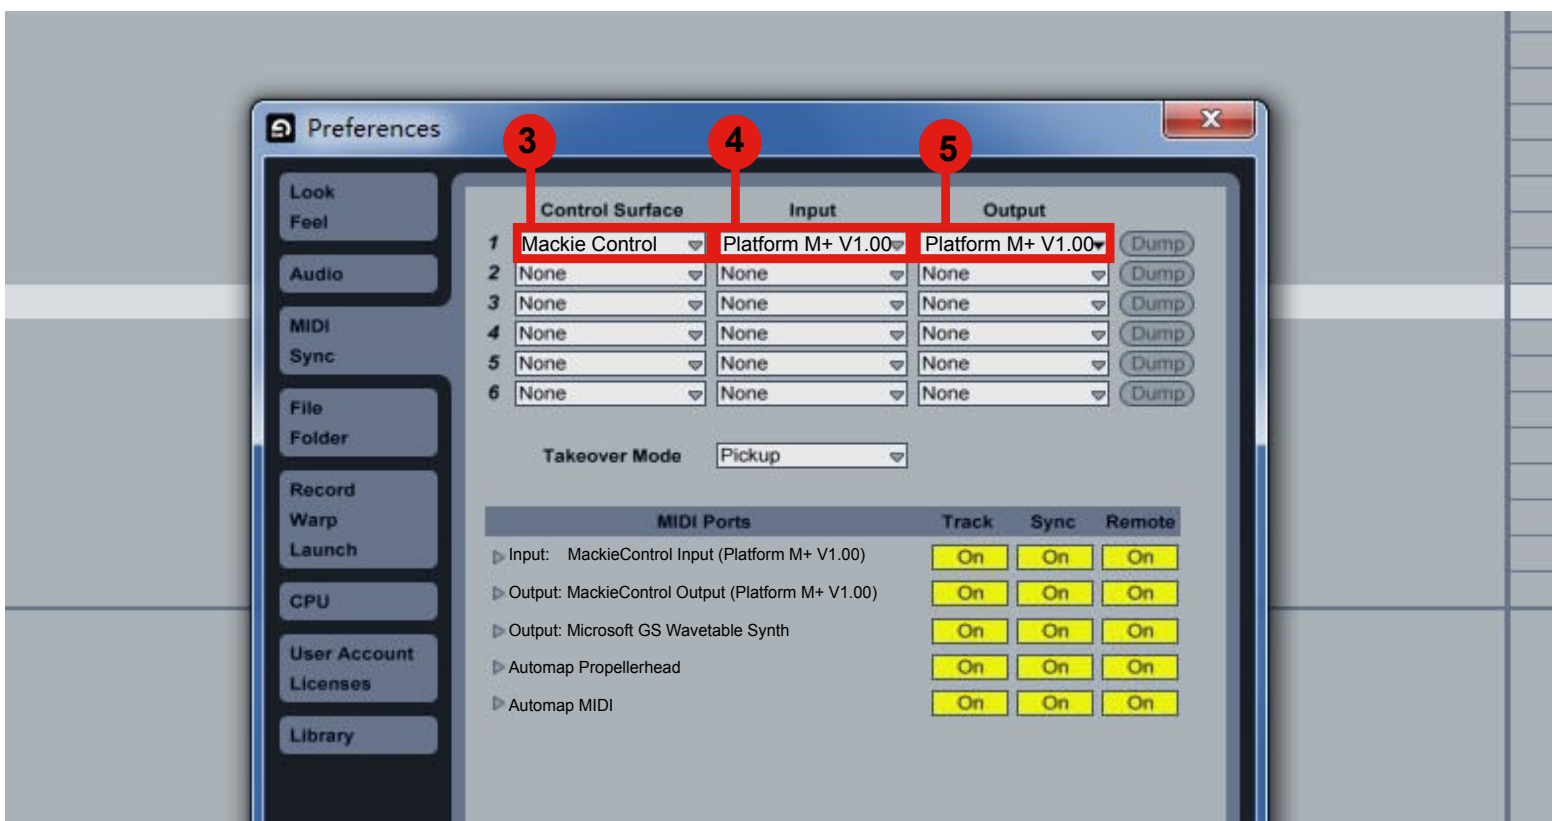 Preferences
3
4
5
Look
Feel
Audio
MIDI
Sync
File
Folder
Record
Warp
Launch
CPU
User Account
Licenses
Library
Control Surface Input Output
1 Mackie Control Platform M+ V1.00 Platform M+ V1.00 Dump
2 None None None Dump
3 None None None Dump
4 None None None Dump
5 None None None Dump
6 None None None Dump
Takeover Mode Pickup
MIDI Ports Track Sync Remote
Input: MackieControl Input (Platform M+ V1.00) On On On
Output: MackieControl Output (Platform M+ V1.00) On On On
Output: Microsoft GS Wavetable Synth On On On
Automap Propellerhead On On On
Automap MIDI On On On